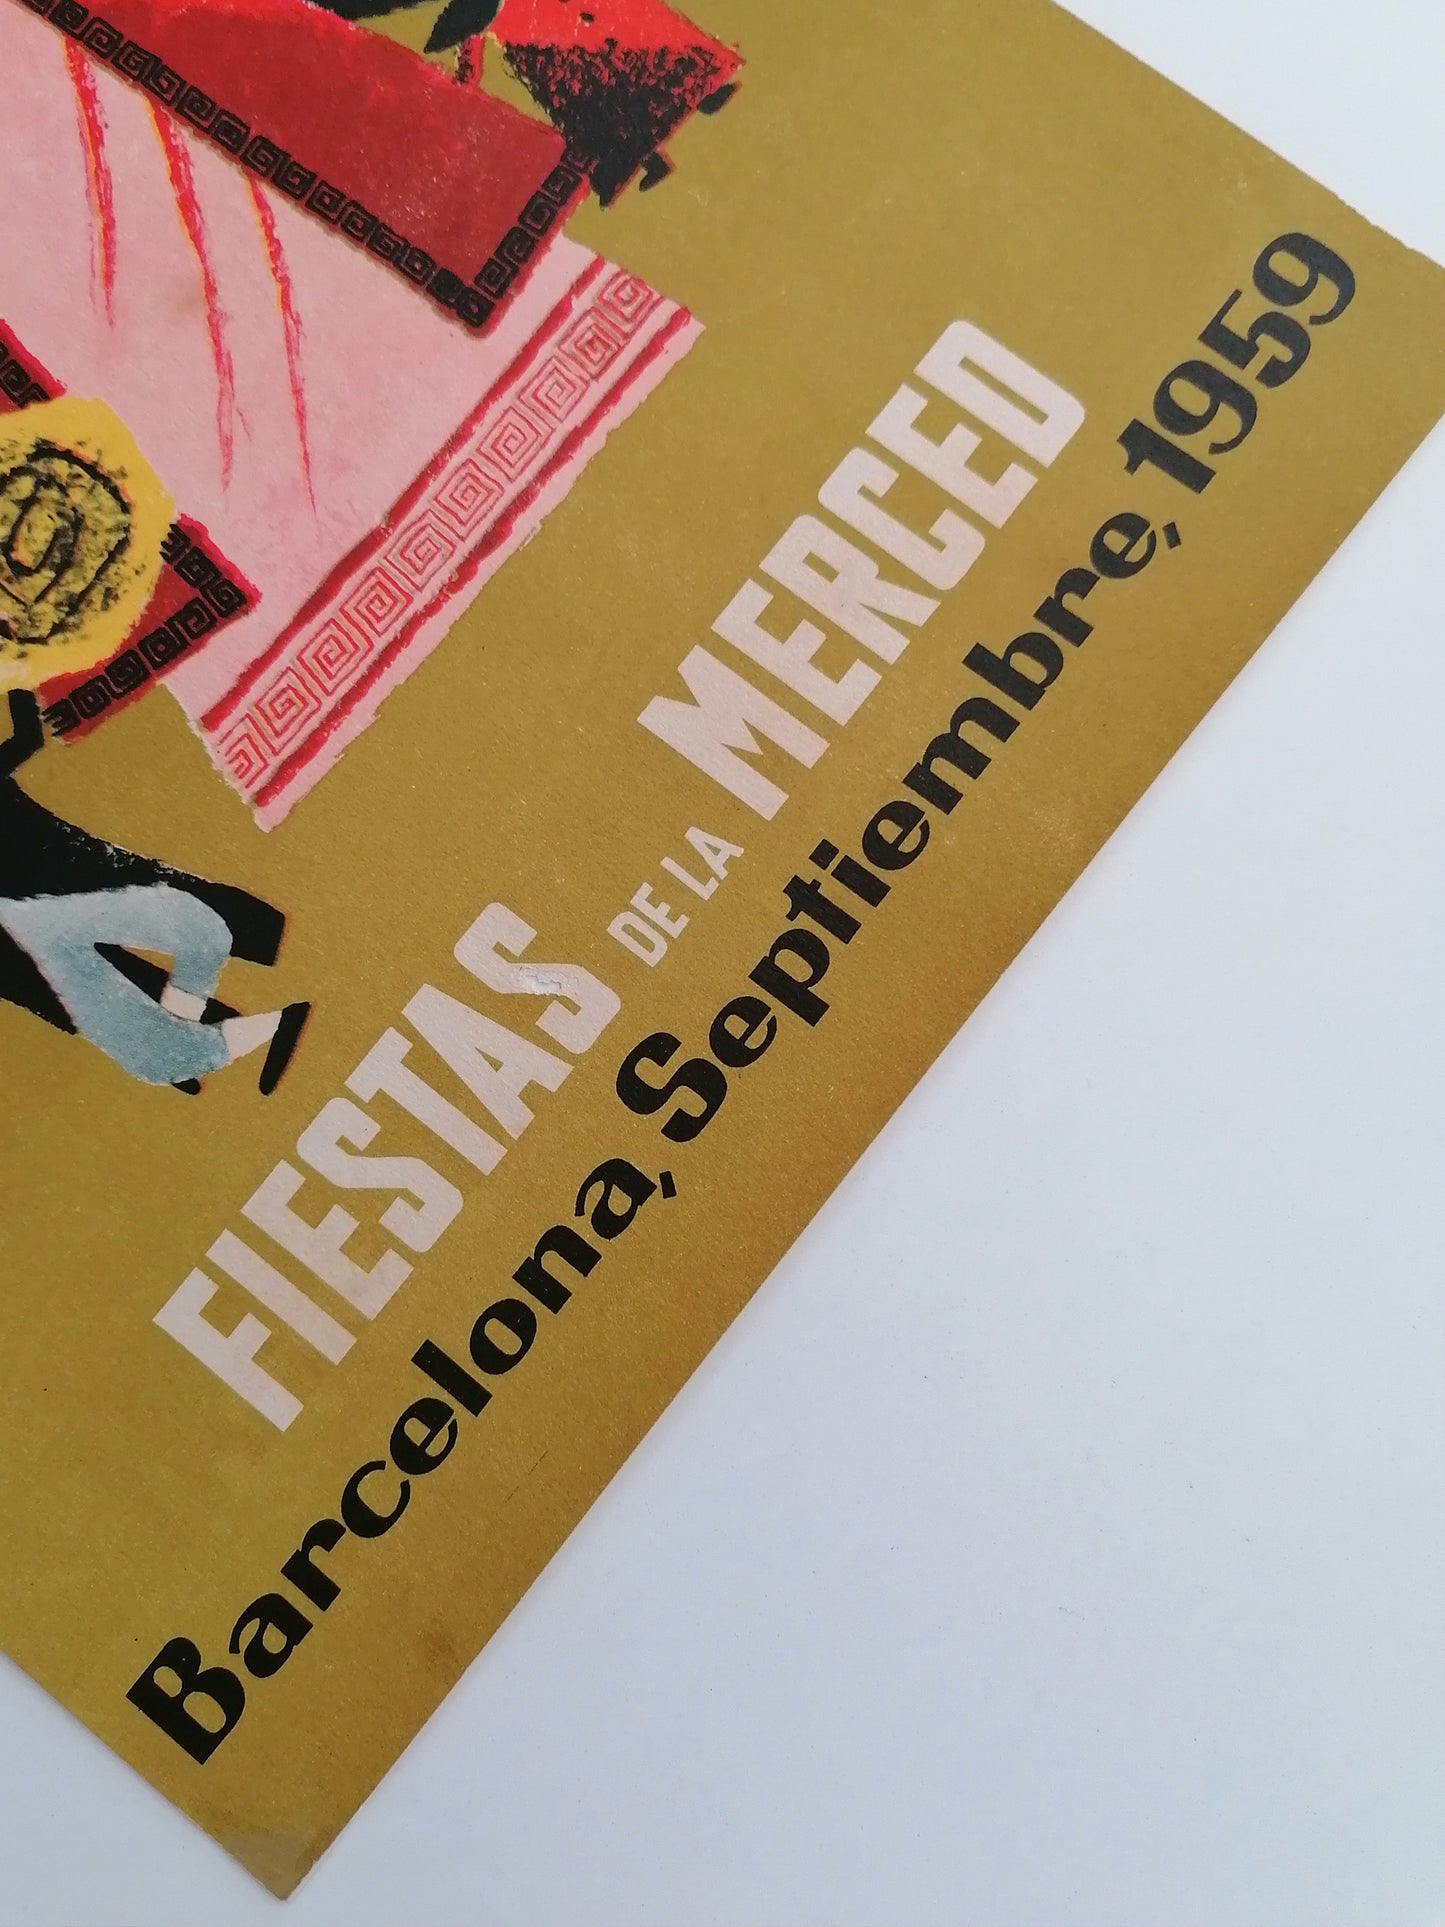 FIESTAS DE LA MERCED
Barcelona, Septiembre, 1959